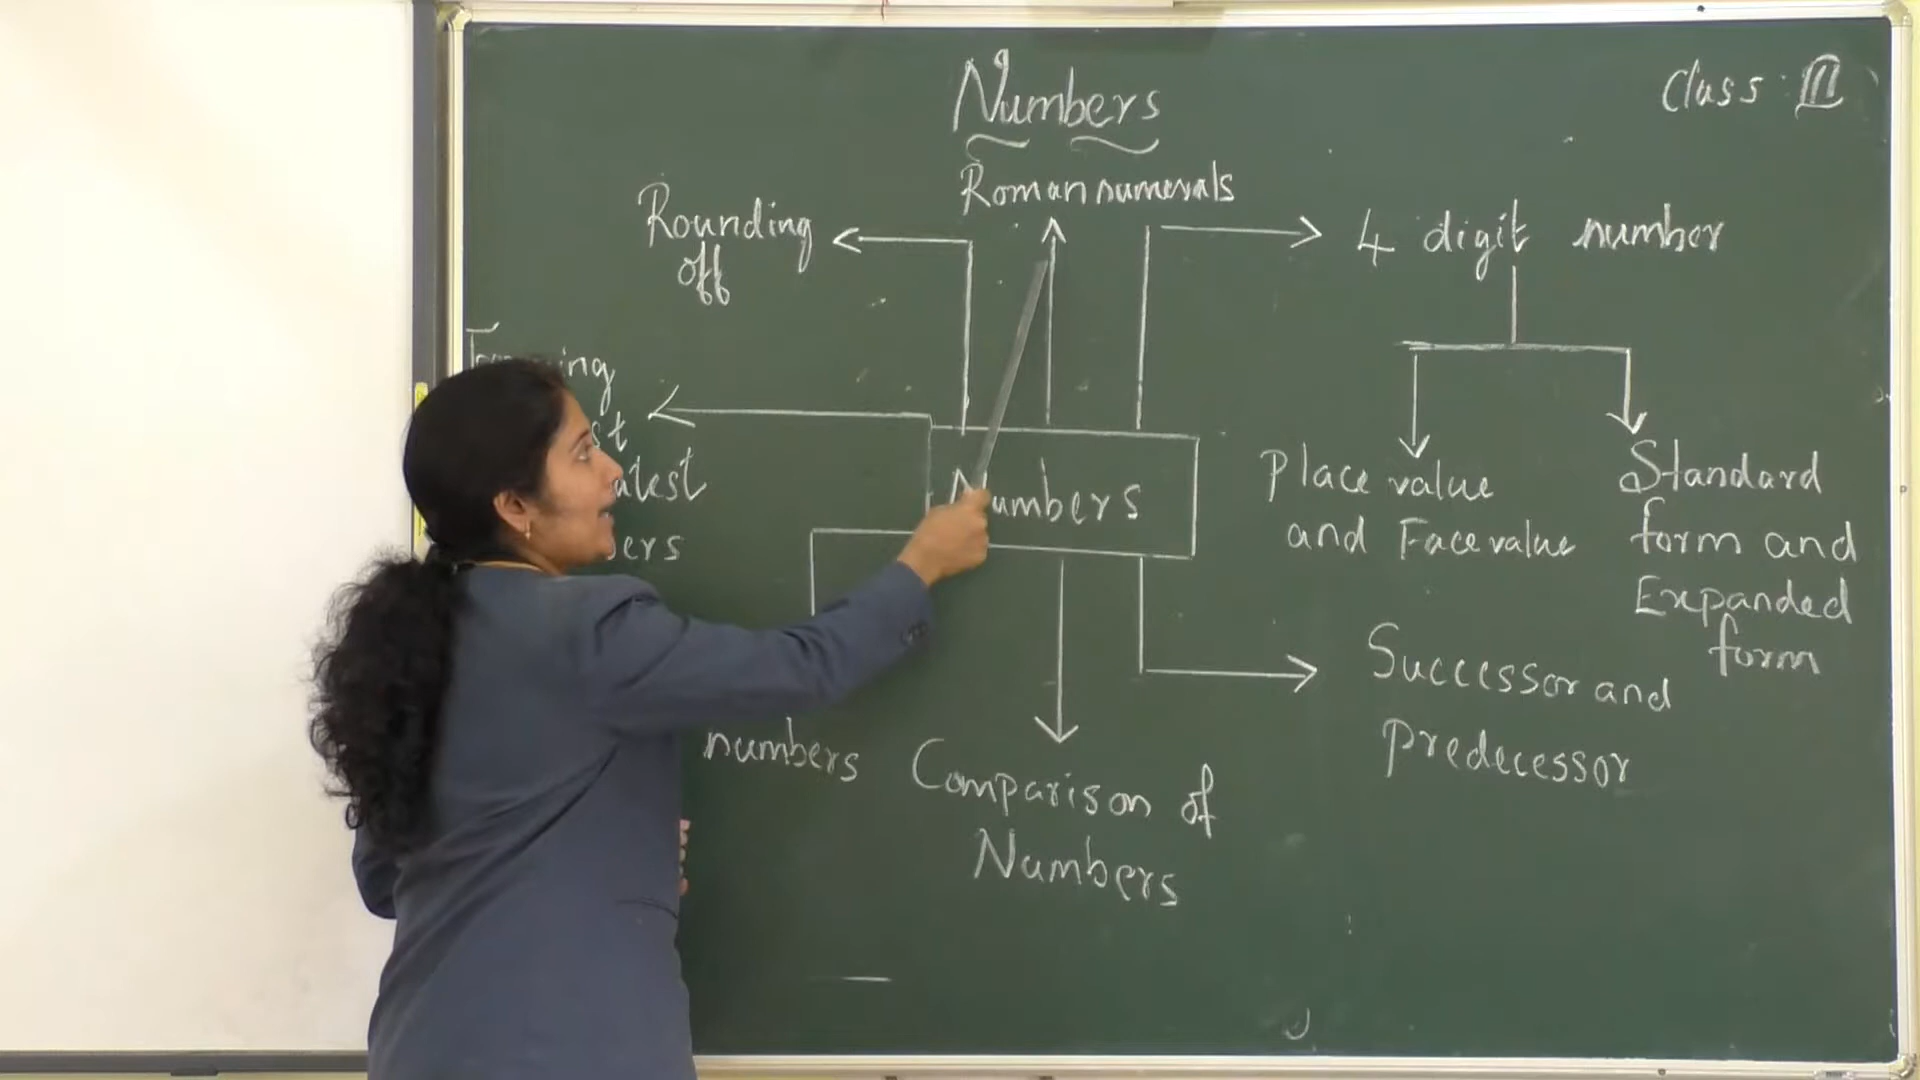 Numbers
Class : III
Roman numerals
Rounding
off
4 digit number
Numbers
Place value
and Face value
Standard
form and
Expanded
form
Successor and
predecessor
numbers
Comparison of
Numbers